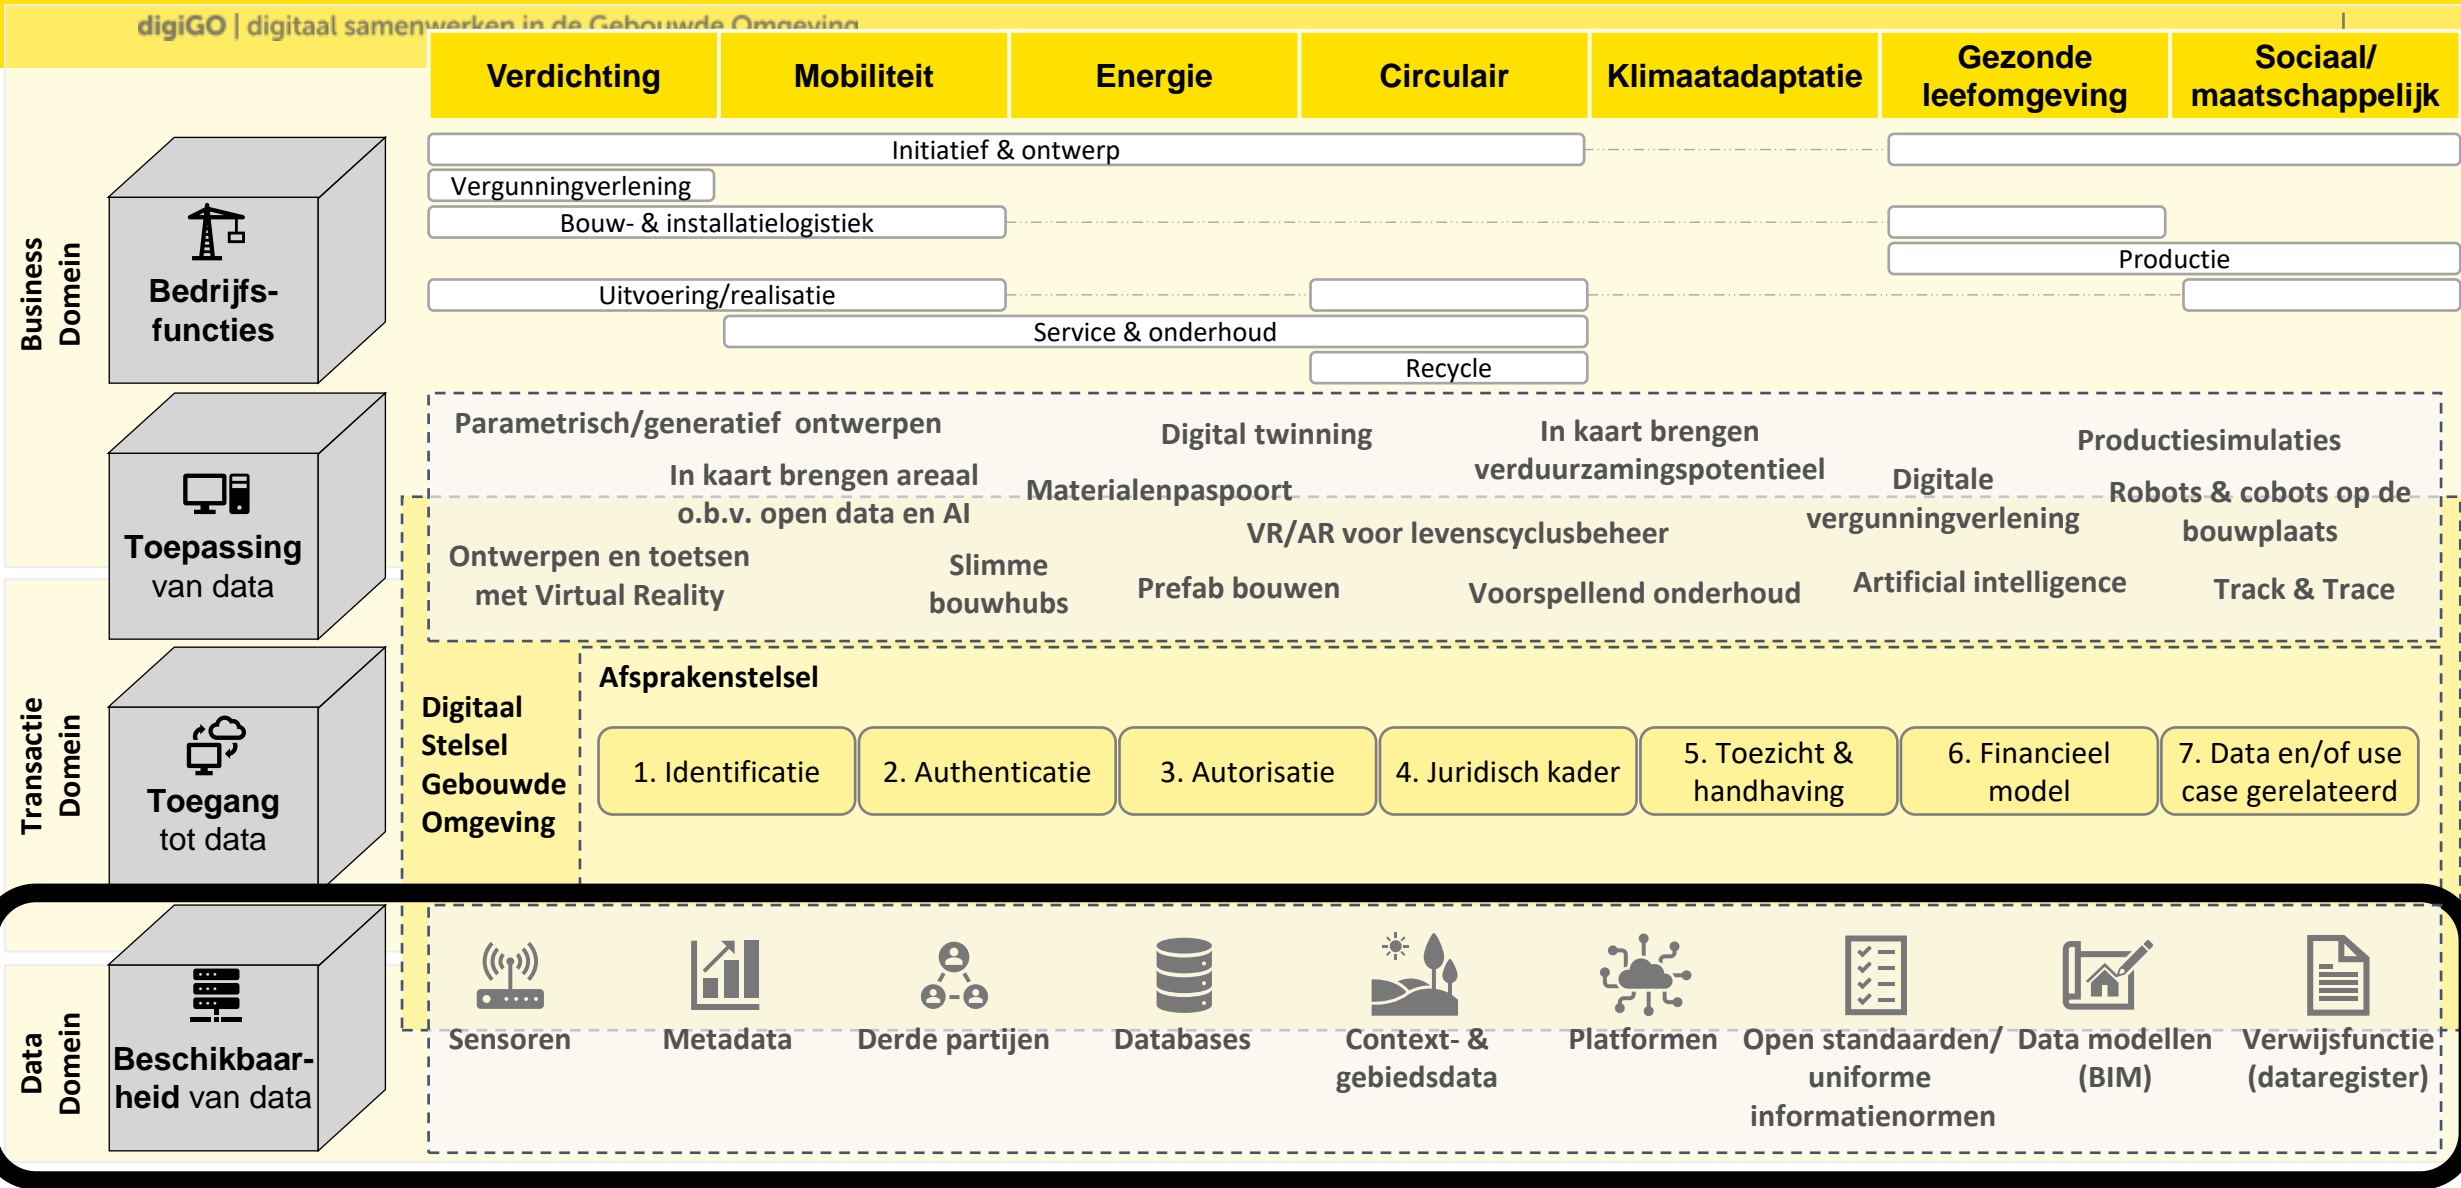 digiGO | digitaal samenwerken in de Gebouwde Omgeving
Verdichting
Mobiliteit
Energie
Circulair
Klimaatadaptatie
Gezonde
leefomgeving
Sociaal/
maatschappelijk
Business
Domein
Bedrijfs-
functies
Initiatief & ontwerp
Vergunningverlening
Bouw- & installatielogistiek
Productie
Uitvoering/realisatie
Service & onderhoud
Recycle
Toepassing
van data
Parametrisch/generatief ontwerpen
Digital twinning
In kaart brengen
verduurzamingspotentieel
Productiesimulaties
In kaart brengen areaal
o.b.v. open data en AI
Materialenpaspoort
Digitale
vergunningverlening
Robots & cobots op de
bouwplaats
VR/AR voor levenscyclusbeheer
Ontwerpen en toetsen
met Virtual Reality
Slimme
bouwhubs
Prefab bouwen
Voorspellend onderhoud
Artificial intelligence
Track & Trace
Transactie
Domein
Toegang
tot data
Digitaal
Stelsel
Gebouwde
Omgeving
Afsprakenstelsel
1. Identificatie
2. Authenticatie
3. Autorisatie
4. Juridisch kader
5. Toezicht &
handhaving
6. Financieel
model
7. Data en/of use
case gerelateerd
Data
Domein
Beschikbaar-
heid van data
Sensoren
Metadata
Derde partijen
Databases
Context- &
gebiedsdata
Platformen
Open standaarden/
uniforme
informatienormen
Data modellen
(BIM)
Verwijsfunctie
(dataregister)